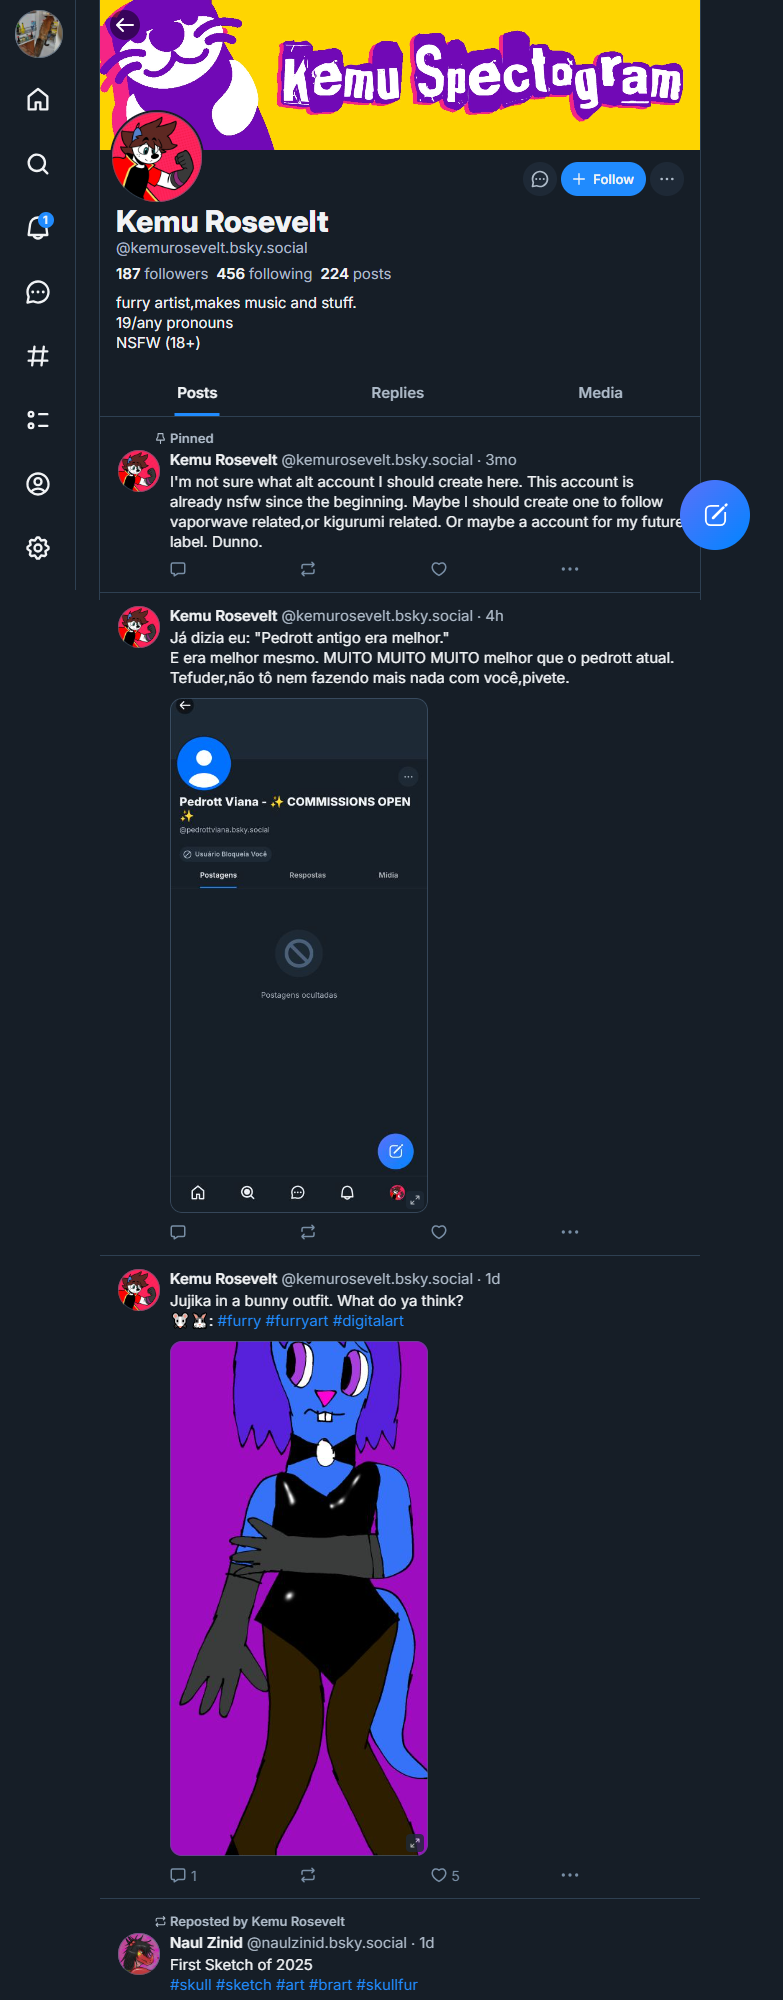 Kemu Spectogram
+ Follow
Kemu Rosevelt
@kemurosevelt.bsky.social
187 followers 456 following 224 posts
furry artist,makes music and stuff.
19/any pronouns
NSFW (18+)
1
Posts Replies Media
Pinned
Kemu Rosevelt @kemurosevelt.bsky.social · 3mo
I'm not sure what alt account I should create here. This account is
already nsfw since the beginning. Maybe I should create one to follow
vaporwave related,or kigurumi related. Or maybe a account for my future
label. Dunno.
Kemu Rosevelt @kemurosevelt.bsky.social · 4h
Já dizia eu: "Pedrott antigo era melhor."
E era melhor mesmo. MUITO MUITO MUITO melhor que o pedrott atual.
Tefuder,não tô nem fazendo mais nada com você,pivete.
Pedrott Viana - ✨ COMMISSIONS OPEN
✨
@pedrottviana.bsky.social
Usuário Bloqueia Você
Postagens Respostas Mídia
Postagens ocultadas
Kemu Rosevelt @kemurosevelt.bsky.social · 1d
Jujika in a bunny outfit. What do ya think?
🐭🐰: #furry #furryart #digitalart
1 5
Reposted by Kemu Rosevelt
Naul Zinid @naulzinid.bsky.social · 1d
First Sketch of 2025
#skull #sketch #art #brart #skullfur